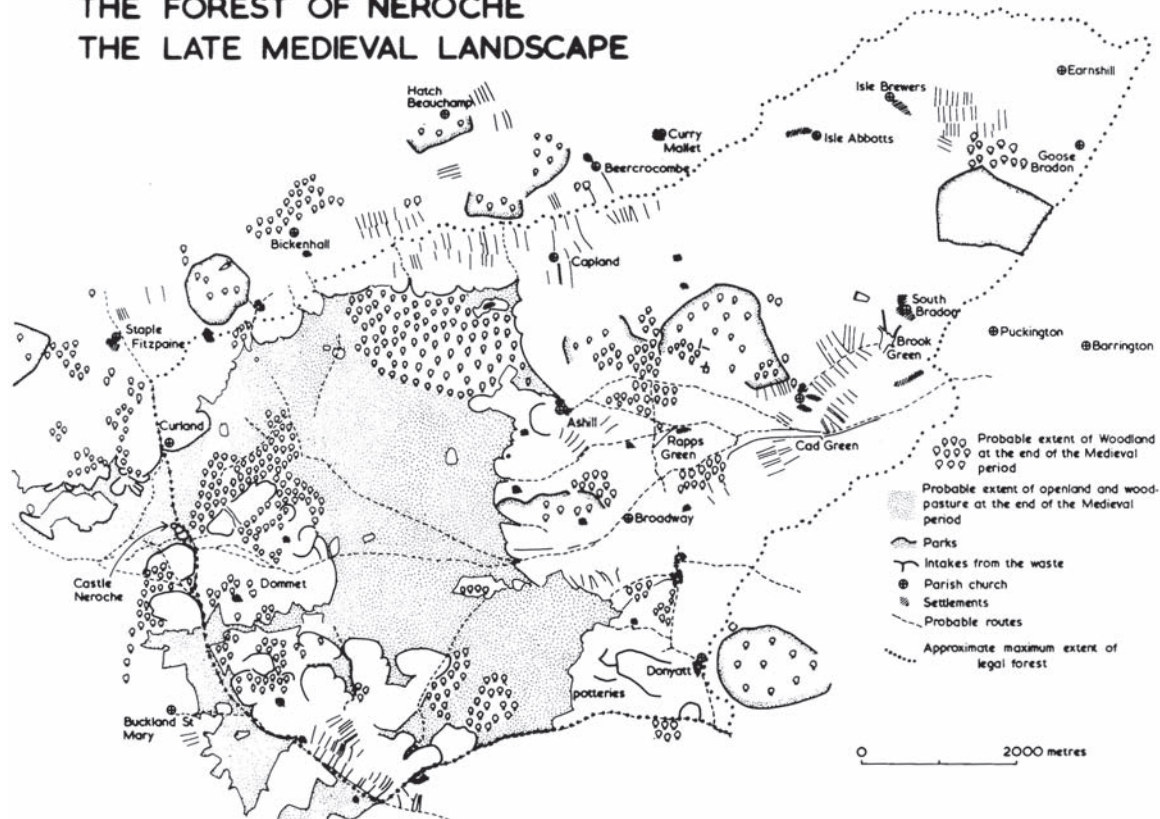 THE FOREST OF NEROCHE
THE LATE MEDIEVAL LANDSCAPE
Earnshill
Hatch
Beauchamp
Isle Brewers
Curry
Mallet
Isle Abbotts
Goose
Bradon
Beercrocombe
Bickenhall
Capland
South
Bradon
Staple
Fitzpaine
Puckington
Brook
Green
Barrington
Curland
Ashill
Rapps
Green
Cad Green
Broadway
Castle
Neroche
Dommet
Donyatt
potteries
Buckland St
Mary
Probable extent of Woodland
at the end of the Medieval
period
Probable extent of openland and wood-
pasture at the end of the Medieval
period
Parks
Intakes from the waste
Parish church
Settlements
Probable routes
Approximate maximum extent of
legal forest
0 2000 metres